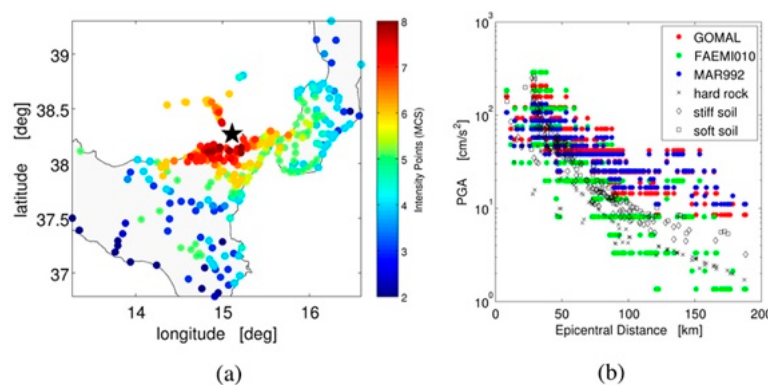 39
38.5
38
37.5
37
latitude [deg]
14
15
16
longitude [deg]
8
7
6
5
4
3
2
Intensity Points (MCS)
(a)
10³
10²
10¹
10⁰
PGA [cm/s²]
0
50
100
150
200
Epicentral Distance [km]
GOMAL
FAEMI010
MAR992
hard rock
stiff soil
soft soil
(b)